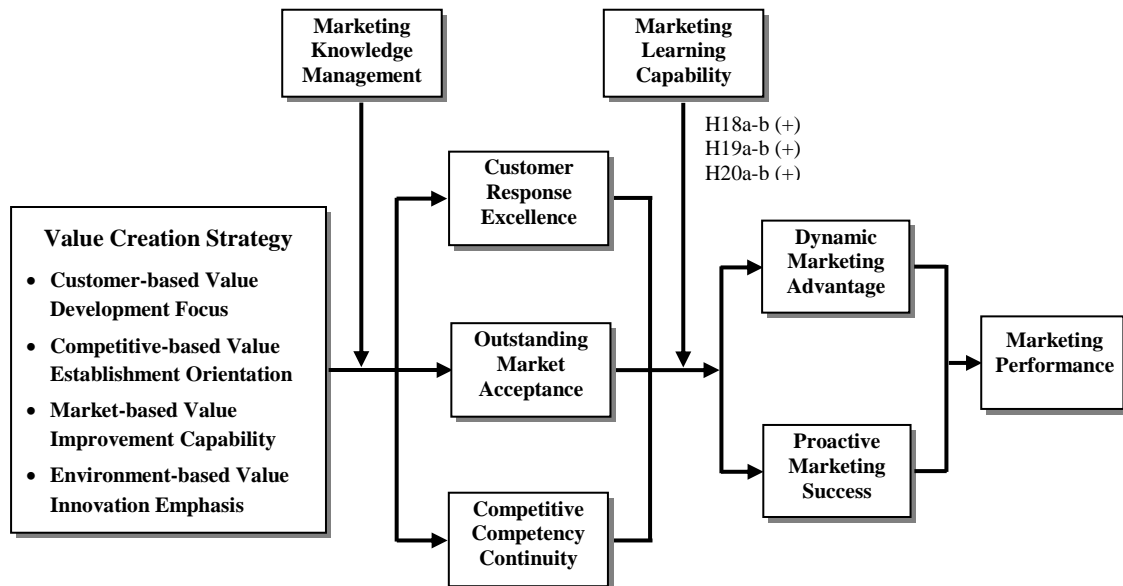 Marketing
Knowledge
Management
Marketing
Learning
Capability
H18a-b (+)
H19a-b (+)
H20a-b (+)
Value Creation Strategy
• Customer-based Value
Development Focus
• Competitive-based Value
Establishment Orientation
• Market-based Value
Improvement Capability
• Environment-based Value
Innovation Emphasis
Customer
Response
Excellence
Outstanding
Market
Acceptance
Competitive
Competency
Continuity
Dynamic
Marketing
Advantage
Proactive
Marketing
Success
Marketing
Performance